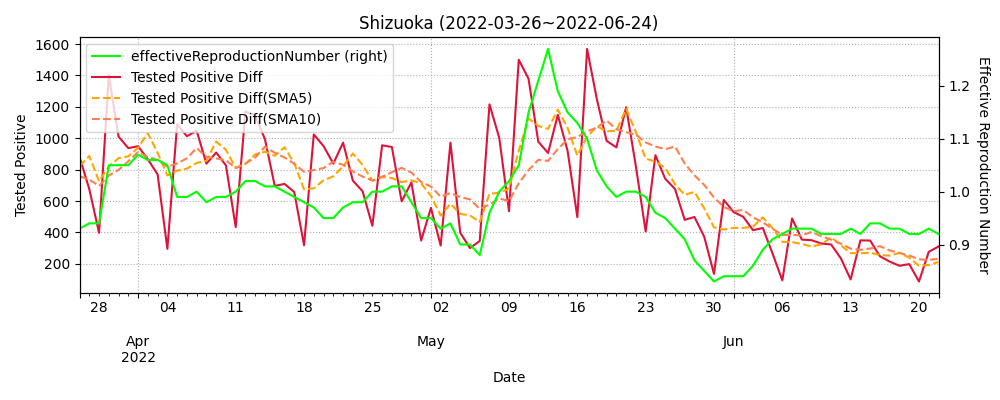 Shizuoka (2022-03-26~2022-06-24)
effectiveReproductionNumber (right)
Tested Positive Diff
Tested Positive Diff(SMA5)
Tested Positive Diff(SMA10)
Tested Positive
1600
1400
1200
1000
800
600
400
200
1.2
1.1
1.0
0.9
Effective Reproduction Number
28 04 11 18 25 02 09 16 23 30 06 13 20
Apr May Jun
2022
Date